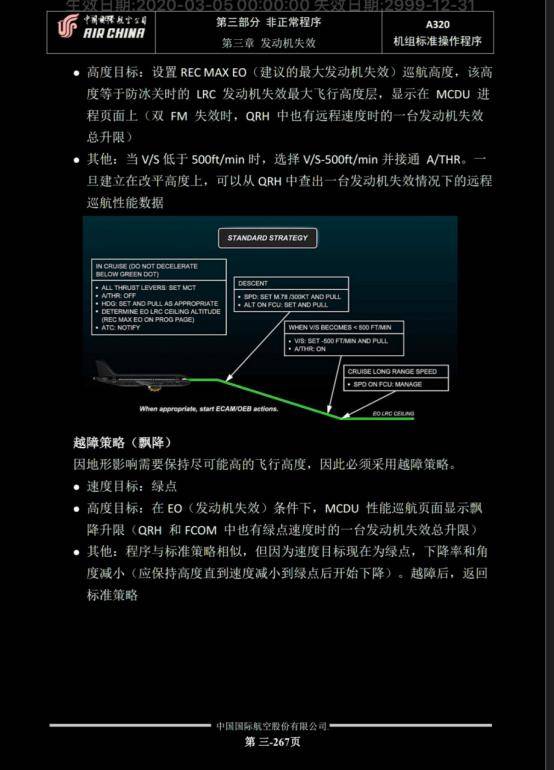 生效日期:2020-03-05 00:00:00 失效日期:2999-12-31
中国国际航空公司
AIR CHINA
第三部分 非正常程序
第三章 发动机失效
A320
机组标准操作程序
● 高度目标：设置 REC MAX EO（建议的最大发动机失效）巡航高度，该高
度等于防冰关时的 LRC 发动机失效最大飞行高度层，显示在 MCDU 进
程页面上（双 FM 失效时，QRH 中也有远程速度时的一台发动机失效
总升限）
● 其他：当 V/S 低于 500ft/min 时，选择 V/S-500ft/min 并接通 A/THR。一
旦建立在改平高度上，可以从 QRH 中查出一台发动机失效情况下的远程
巡航性能数据
STANDARD STRATEGY
IN CRUISE (DO NOT DECELERATE
BELOW GREEN DOT)
• ALL THRUST LEVERS: SET MCT
• A/THR: OFF
• HDG: SET AND PULL AS APPROPRIATE
• DETERMINE EO LRC CEILING ALTITUDE
(REC MAX EO ON PROG PAGE)
• ATC: NOTIFY
DESCENT
• SPD: SET M.78 /300KT AND PULL
• ALT ON FCU: SET AND PULL
WHEN V/S BECOMES < 500 FT/MIN
• V/S: SET -500 FT/MIN AND PULL
• A/THR: ON
CRUISE LONG RANGE SPEED
• SPD ON FCU: MANAGE
When appropriate, start ECAM/OEB actions.
EO LRC CEILING
越障策略（飘降）
因地形影响需要保持尽可能高的飞行高度，因此必须采用越障策略。
● 速度目标：绿点
● 高度目标：在 EO（发动机失效）条件下，MCDU 性能巡航页面显示飘
降升限（QRH 和 FCOM 中也有绿点速度时的一台发动机失效总升限）
● 其他：程序与标准策略相似，但因为速度目标现在为绿点，下降率和角
度减小（应保持高度直到速度减小到绿点后开始下降）。越障后，返回
标准策略
中国国际航空股份有限公司
第 三-267页